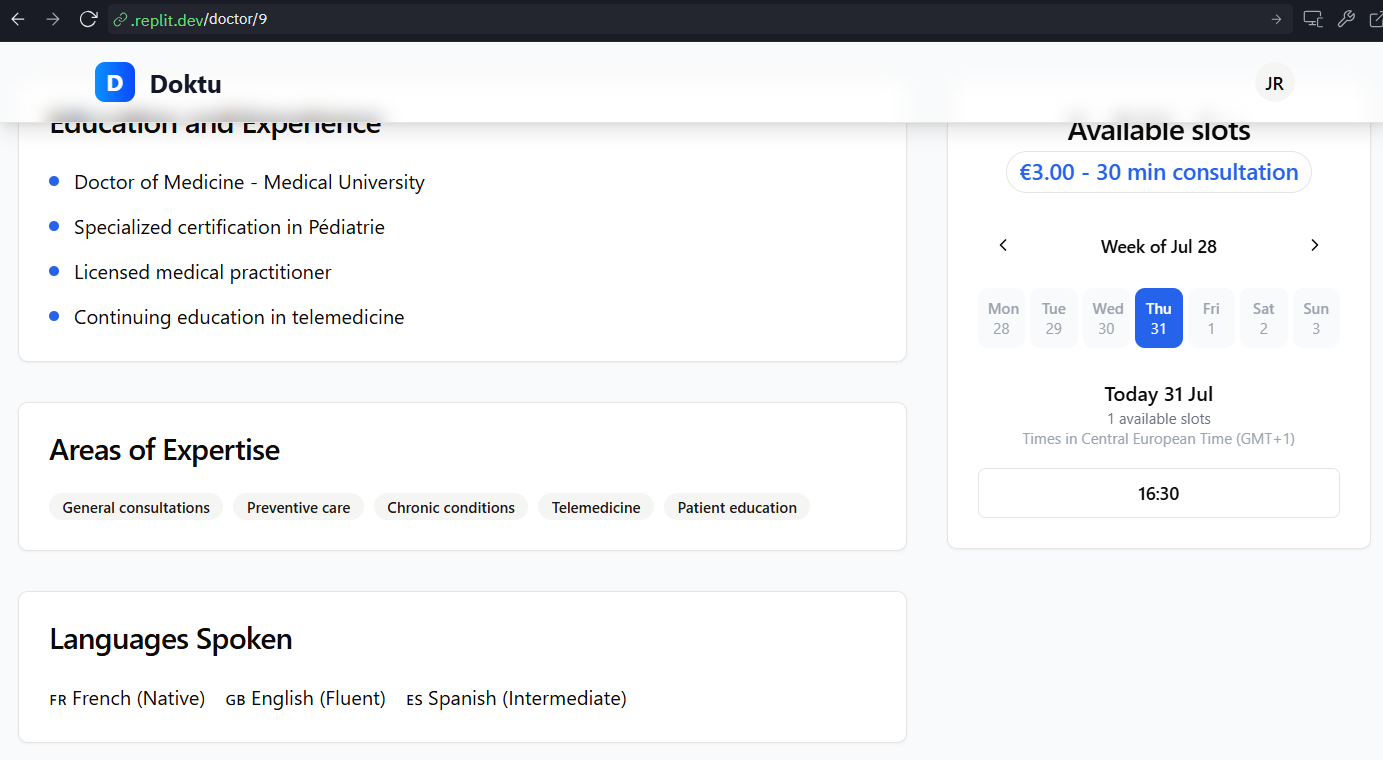 .replit.dev/doctor/9
D Doktu
JR
Education and Experience
Doctor of Medicine - Medical University
Specialized certification in Pédiatrie
Licensed medical practitioner
Continuing education in telemedicine
Areas of Expertise
General consultations Preventive care Chronic conditions Telemedicine Patient education
Languages Spoken
FR French (Native) GB English (Fluent) ES Spanish (Intermediate)
Available slots
€3.00 - 30 min consultation
Week of Jul 28
Mon Tue Wed Thu Fri Sat Sun
28 29 30 31 1 2 3
Today 31 Jul
1 available slots
Times in Central European Time (GMT+1)
16:30